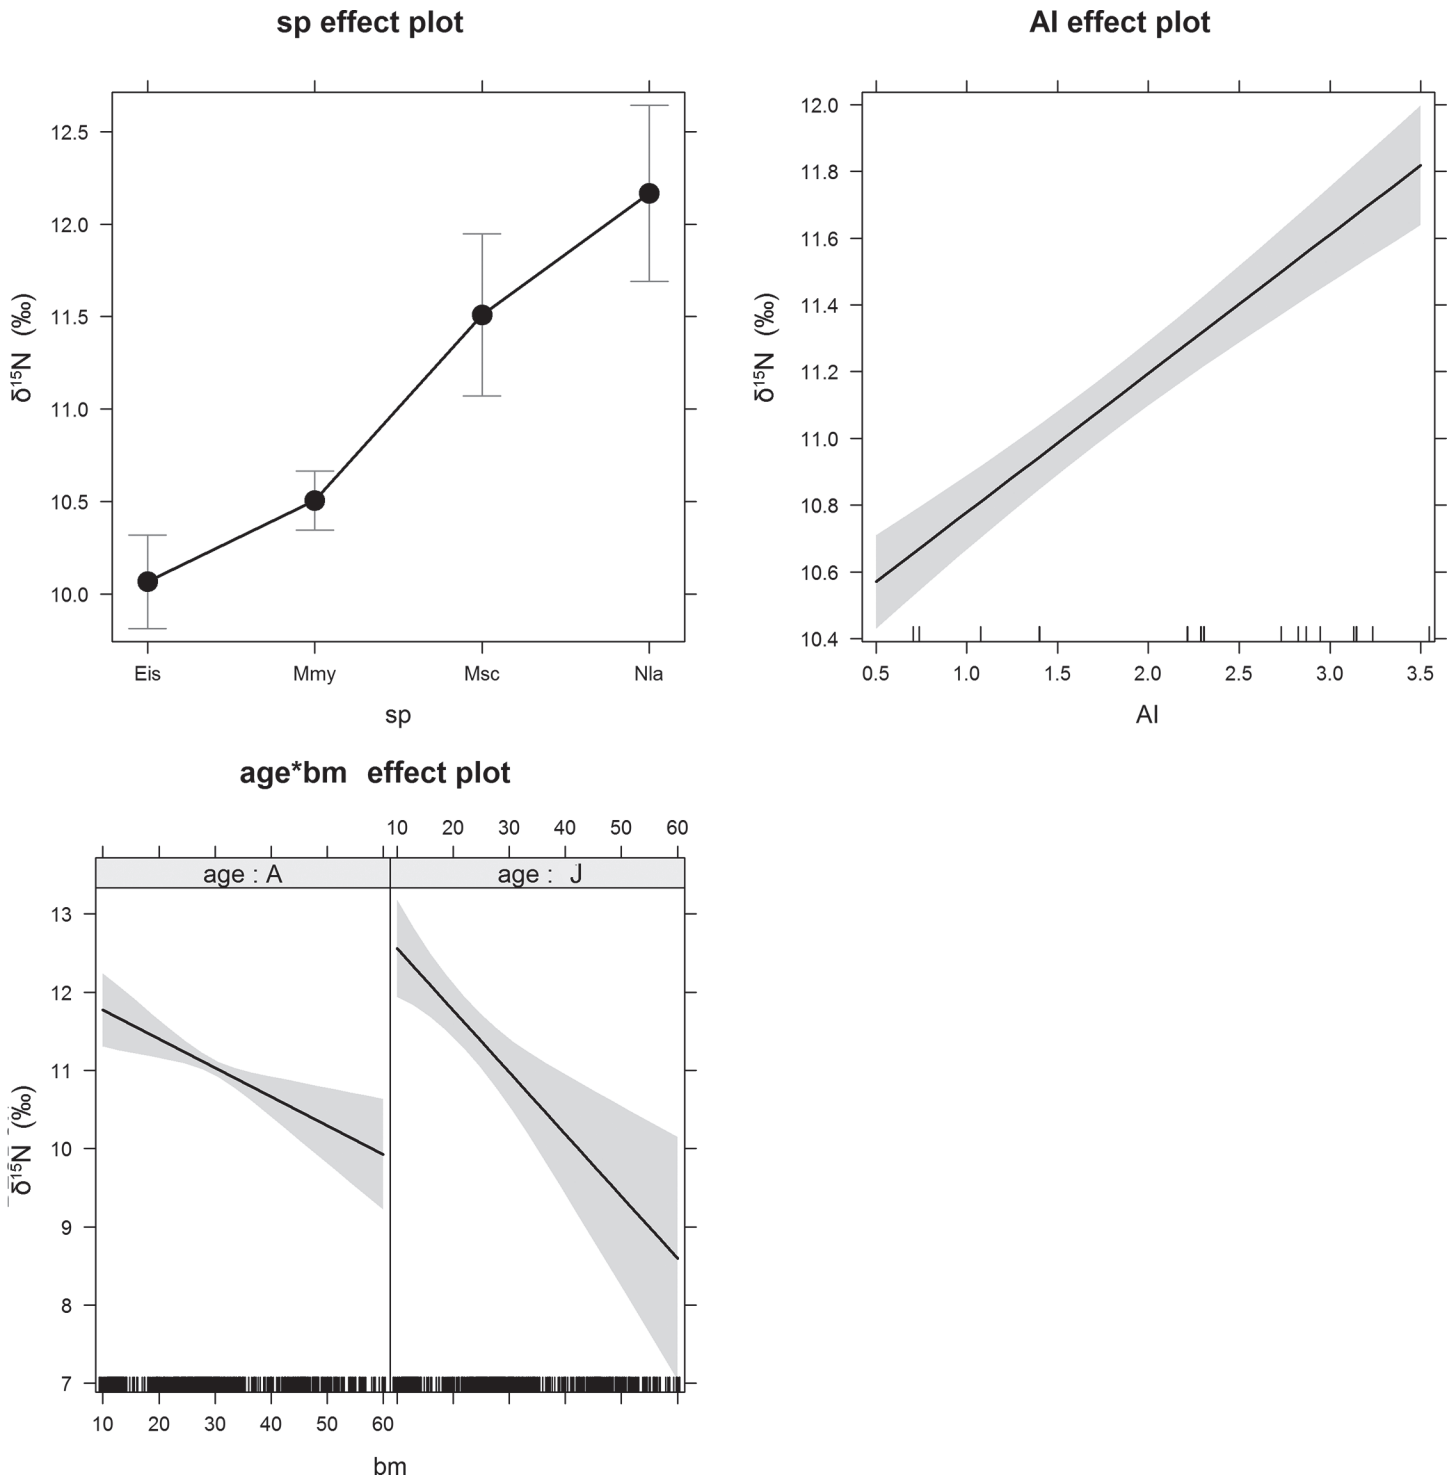 sp effect plot
12.5
12.0
11.5
11.0
10.5
10.0
δ¹⁵N (‰)
Eis Mmy Msc Nla
sp
AI effect plot
12.0
11.8
11.6
11.4
11.2
11.0
10.8
10.6
10.4
δ¹⁵N (‰)
0.5 1.0 1.5 2.0 2.5 3.0 3.5
AI
age*bm effect plot
10 20 30 40 50 60
age : A
age : J
13
12
11
10
9
8
7
δ¹⁵N (‰)
10 20 30 40 50 60
bm